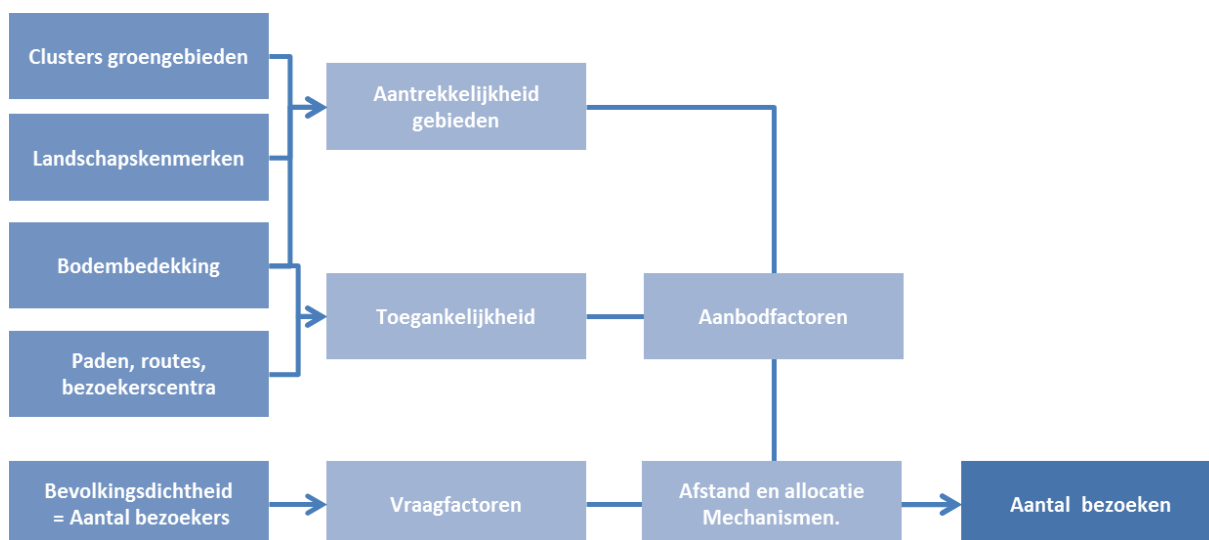 Clusters groengebieden
Aantrekkelijkheid
gebieden
Landschapskenmerken
Bodembedekking
Toegankelijkheid
Aanbodfactoren
Paden, routes,
bezoekerscentra
Bevolkingsdichtheid
= Aantal bezoekers
Vraagfactoren
Afstand en allocatie
Mechanismen.
Aantal bezoeken